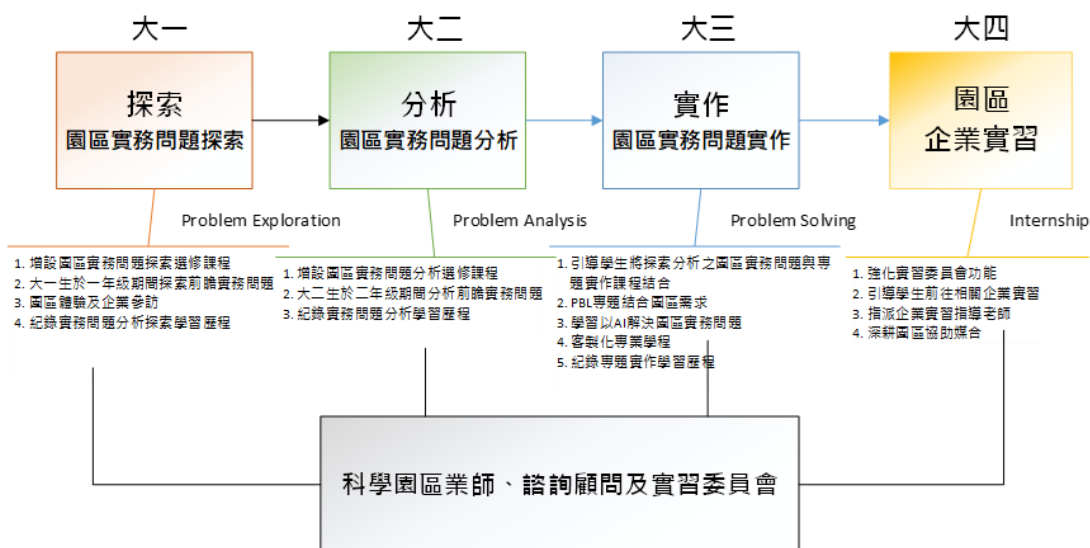 大一
大二
大三
大四
探索
園區實務問題探索
分析
園區實務問題分析
實作
園區實務問題實作
園區
企業實習
Problem Exploration
Problem Analysis
Problem Solving
Internship
1. 增設園區實務問題探索選修課程
2. 大一生於一年級期間探索前瞻實務問題
3. 園區體驗及企業參訪
4. 紀錄實務問題分析探索學習歷程
1. 增設園區實務問題分析選修課程
2. 大二生於二年級期間分析前瞻實務問題
3. 紀錄實務問題分析學習歷程
1. 引導學生將探索分析之園區實務問題與專
題實作課程結合
2. PBL專題結合園區需求
3. 學習以AI解決園區實務問題
4. 客製化專業學程
5. 紀錄專題實作學習歷程
1. 強化實習委員會功能
2. 引導學生前往相關企業實習
3. 指派企業實習指導老師
4. 深耕園區協助媒合
科學園區業師、諮詢顧問及實習委員會